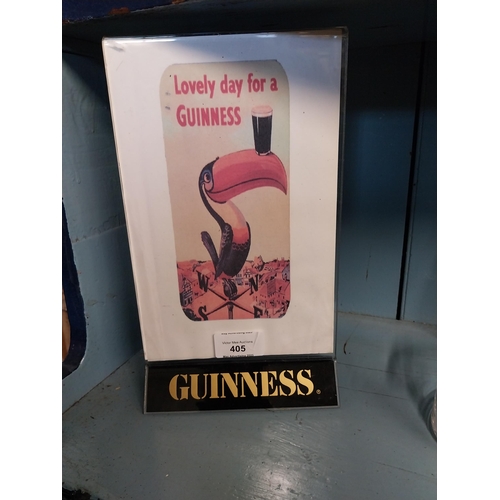 Lovely day for a
GUINNESS
W N
S E
405
GUINNESS®